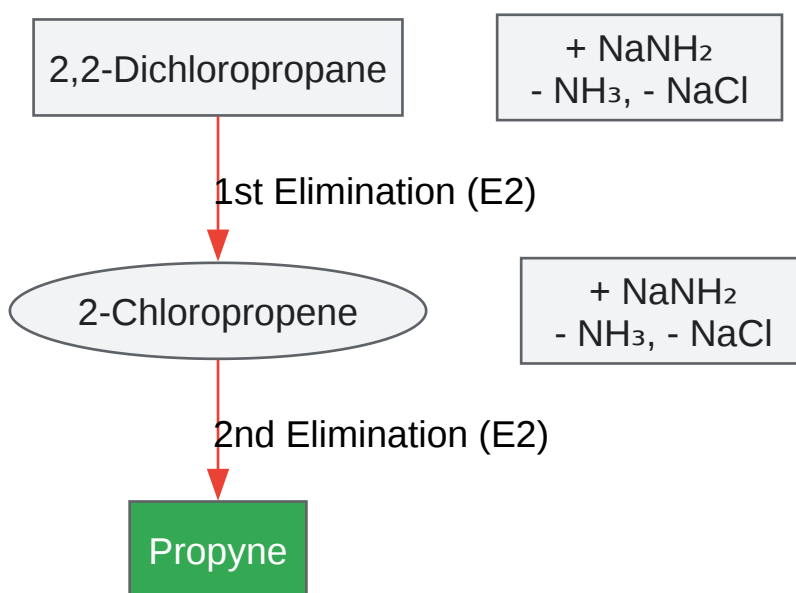 2,2-Dichloropropane
+ NaNH₂
- NH₃, - NaCl
1st Elimination (E2)
2-Chloropropene
+ NaNH₂
- NH₃, - NaCl
2nd Elimination (E2)
Propyne